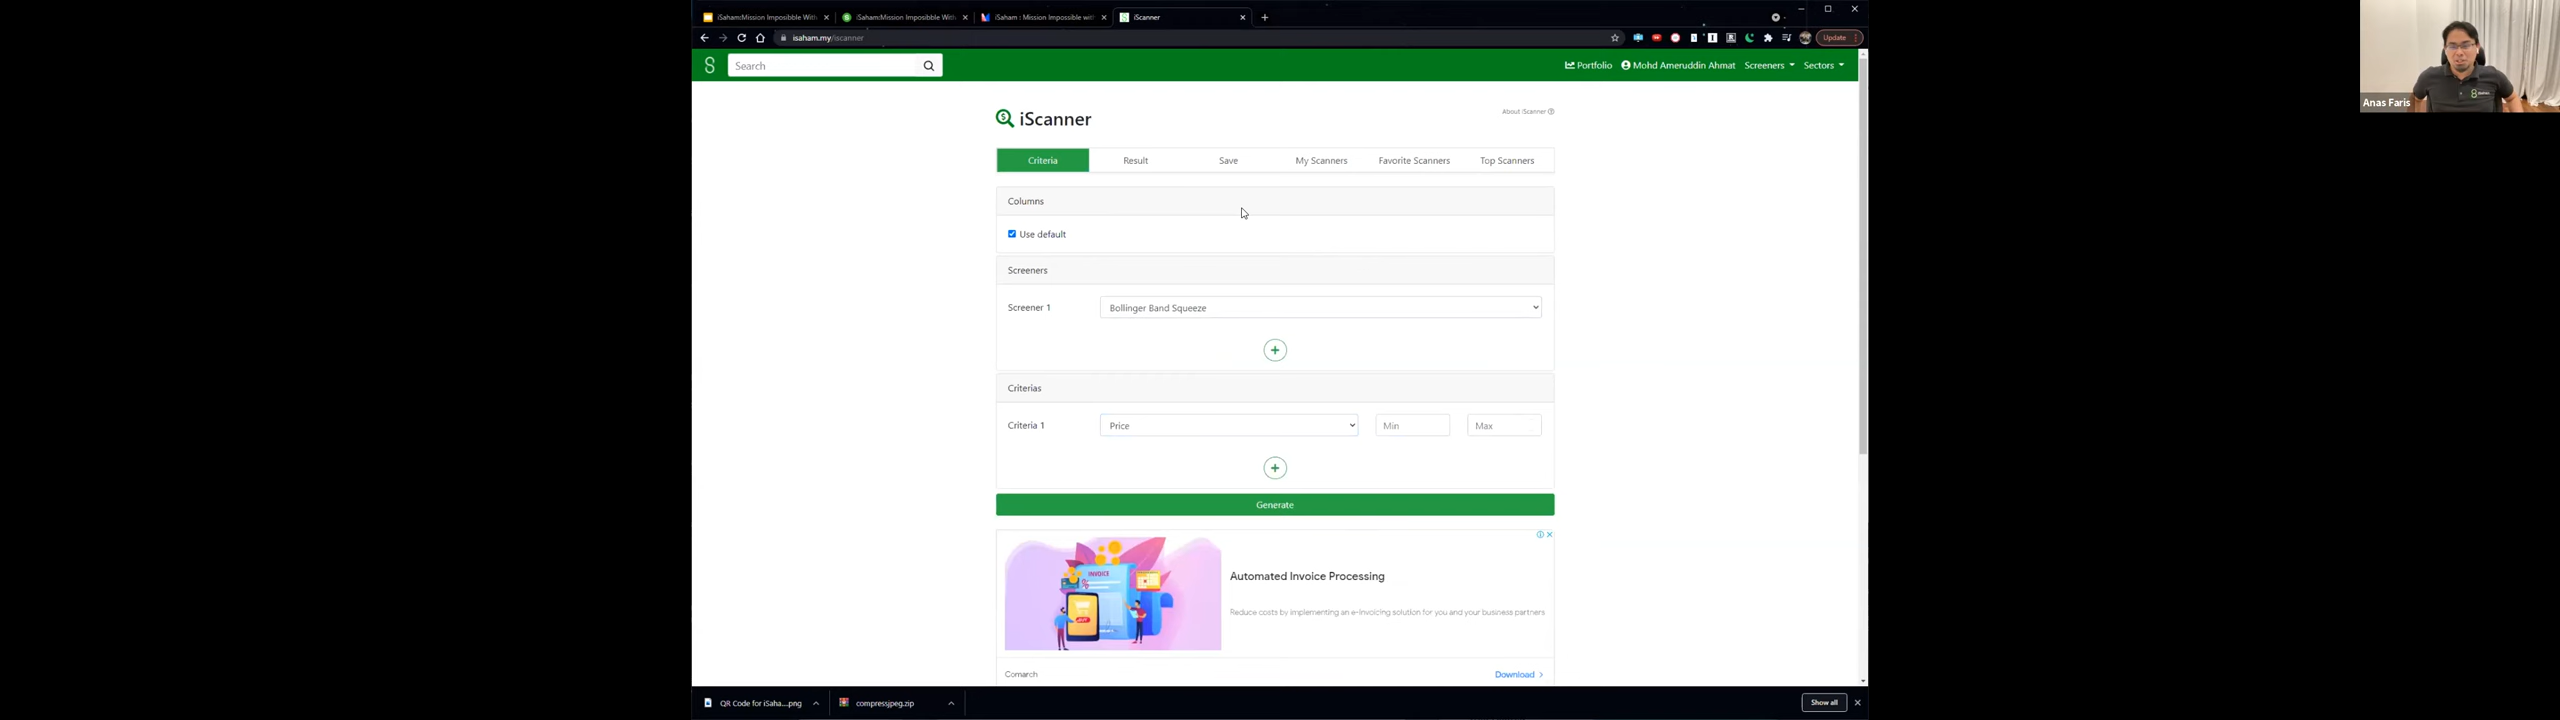 iSaham:Mission Imposibble With
iSaham:Mission Imposibble With
iSaham : Mission Impossible with
iScanner
isaham.my/iscanner
Update
Search
Portfolio
Mohd Ameruddin Ahmat
Screeners
Sectors
Anas Faris
iScanner
About iScanner
Criteria
Result
Save
My Scanners
Favorite Scanners
Top Scanners
Columns
Use default
Screeners
Screener 1
Bollinger Band Squeeze
Criterias
Criteria 1
Price
Min
Max
Generate
INVOICE
Automated Invoice Processing
Reduce costs by implementing an e-invoicing solution for you and your business partners
Comarch
Download
QR Code for iSaha....png
compressjpeg.zip
Show all